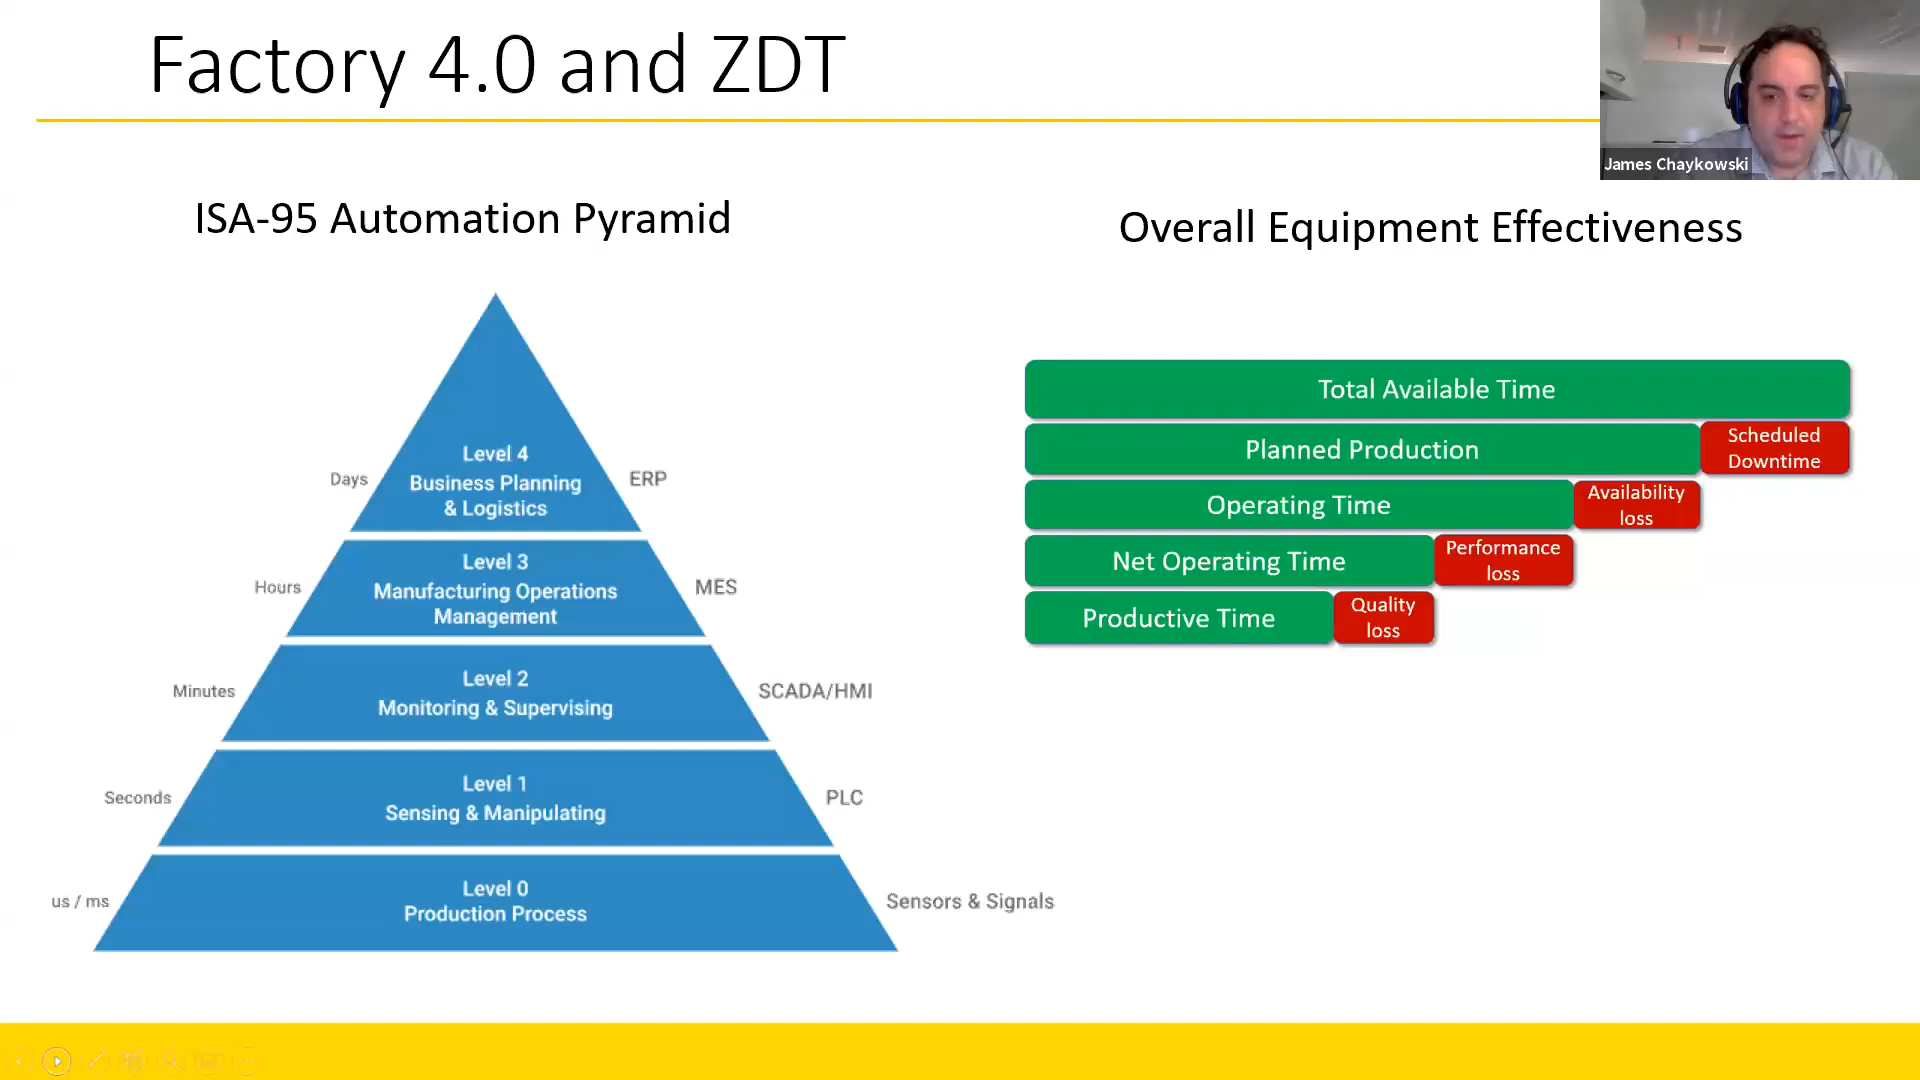 Factory 4.0 and ZDT
James Chaykowski
ISA-95 Automation Pyramid
Days
Level 4
Business Planning
& Logistics
ERP
Hours
Level 3
Manufacturing Operations
Management
MES
Minutes
Level 2
Monitoring & Supervising
SCADA/HMI
Seconds
Level 1
Sensing & Manipulating
PLC
us / ms
Level 0
Production Process
Sensors & Signals
Overall Equipment Effectiveness
Total Available Time
Planned Production
Scheduled
Downtime
Operating Time
Availability
loss
Net Operating Time
Performance
loss
Productive Time
Quality
loss